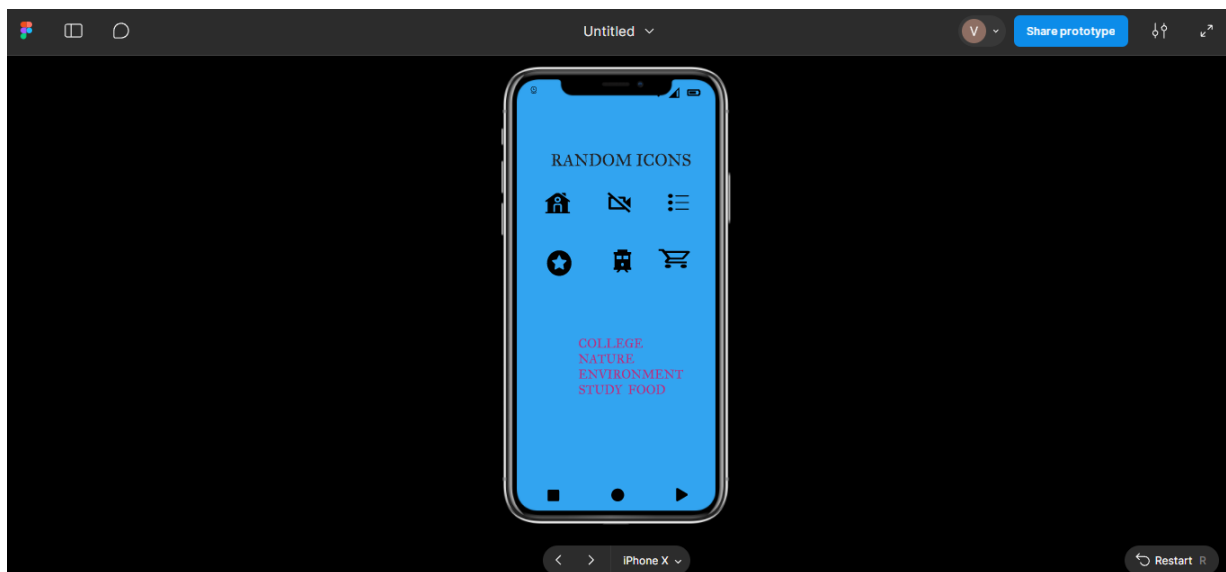 Untitled
V
Share prototype
RANDOM ICONS
COLLEGE
NATURE
ENVIRONMENT
STUDY FOOD
iPhone X
Restart R